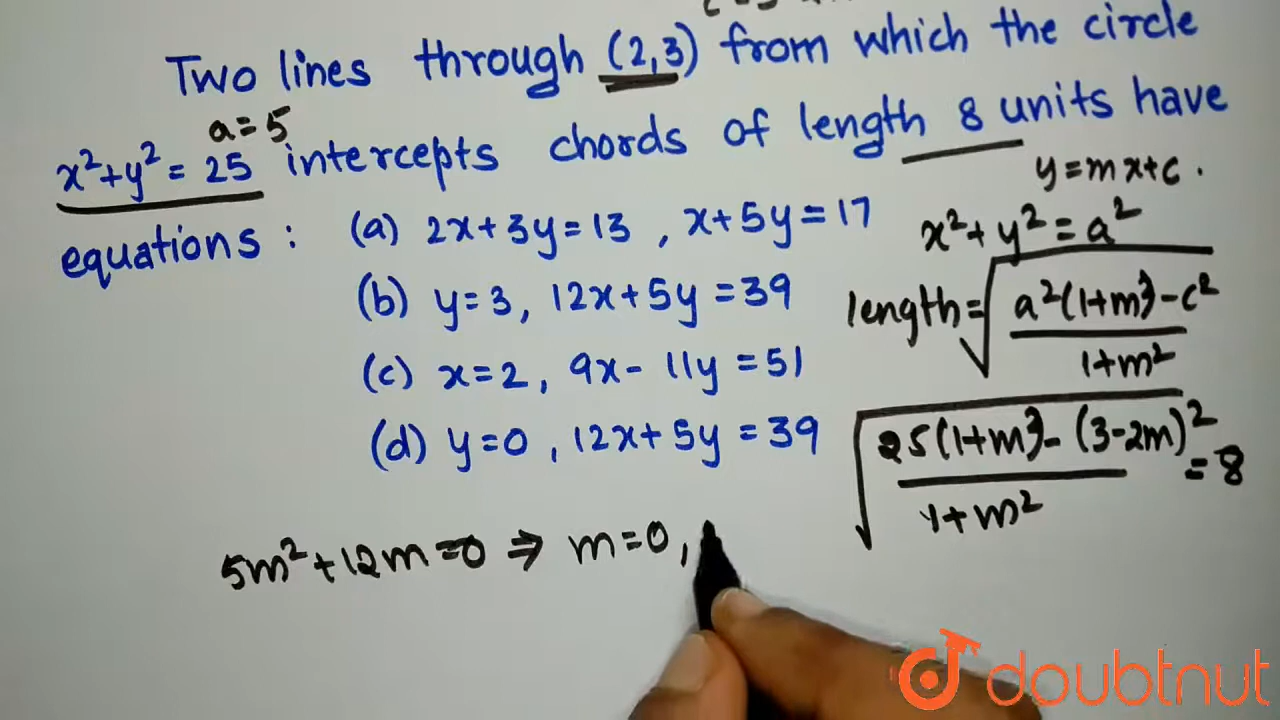 Two lines through (2,3) from which the circle
a=5
x²+y² = 25 intercepts chords of length 8 units have
equations : (a) 2x+3y=13 , x+5y=17
(b) y=3, 12x+5y=39
(c) x=2, 9x-11y=51
(d) y=0, 12x+5y=39
y=mx+c.
x²+y²=a²
length=√(a²(1+m²)-c²
1+m²
√(25(1+m²)-(3-2m)²
1+m² =8
5m²+12m=0 ⇒ m=0,
doubtnut